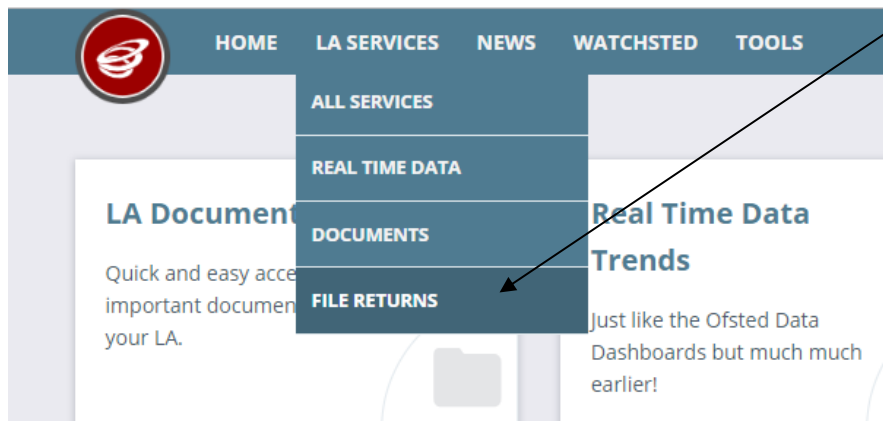 HOME LA SERVICES NEWS WATCHSTED TOOLS
ALL SERVICES
REAL TIME DATA
DOCUMENTS
FILE RETURNS
LA Document
Quick and easy acce
important documen
your LA.
Real Time Data
Trends
Just like the Ofsted Data
Dashboards but much much
earlier!